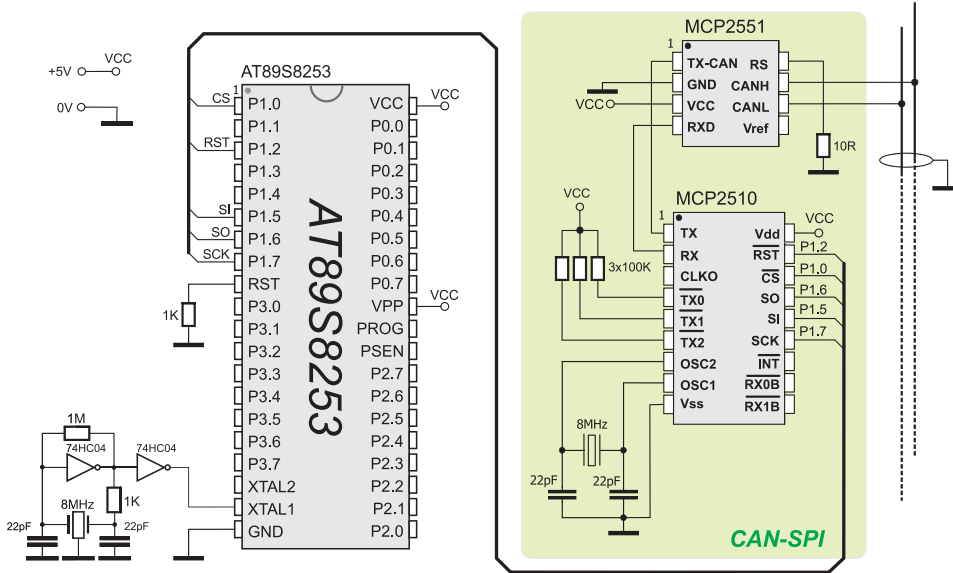 +5V
VCC
0V
AT89S8253
1
CS
RST
SI
SO
SCK
P1.0
P1.1
P1.2
P1.3
P1.4
P1.5
P1.6
P1.7
RST
P3.0
P3.1
P3.2
P3.3
P3.4
P3.5
P3.6
P3.7
XTAL2
XTAL1
GND
AT89S8253
VCC
P0.0
P0.1
P0.2
P0.3
P0.4
P0.5
P0.6
P0.7
VPP
PROG
PSEN
P2.7
P2.6
P2.5
P2.4
P2.3
P2.2
P2.1
P2.0
VCC
VCC
1K
1M
74HC04
74HC04
1K
8MHz
22pF
22pF
MCP2551
1
TX-CAN
GND
VCC
RXD
RS
CANH
CANL
Vref
VCC
10R
MCP2510
1
TX
RX
CLKO
TX0
TX1
TX2
OSC2
OSC1
Vss
Vdd
RST
CS
SO
SI
SCK
INT
RX0B
RX1B
VCC
P1.2
P1.0
P1.6
P1.5
P1.7
VCC
3x100K
8MHz
22pF
22pF
CAN-SPI